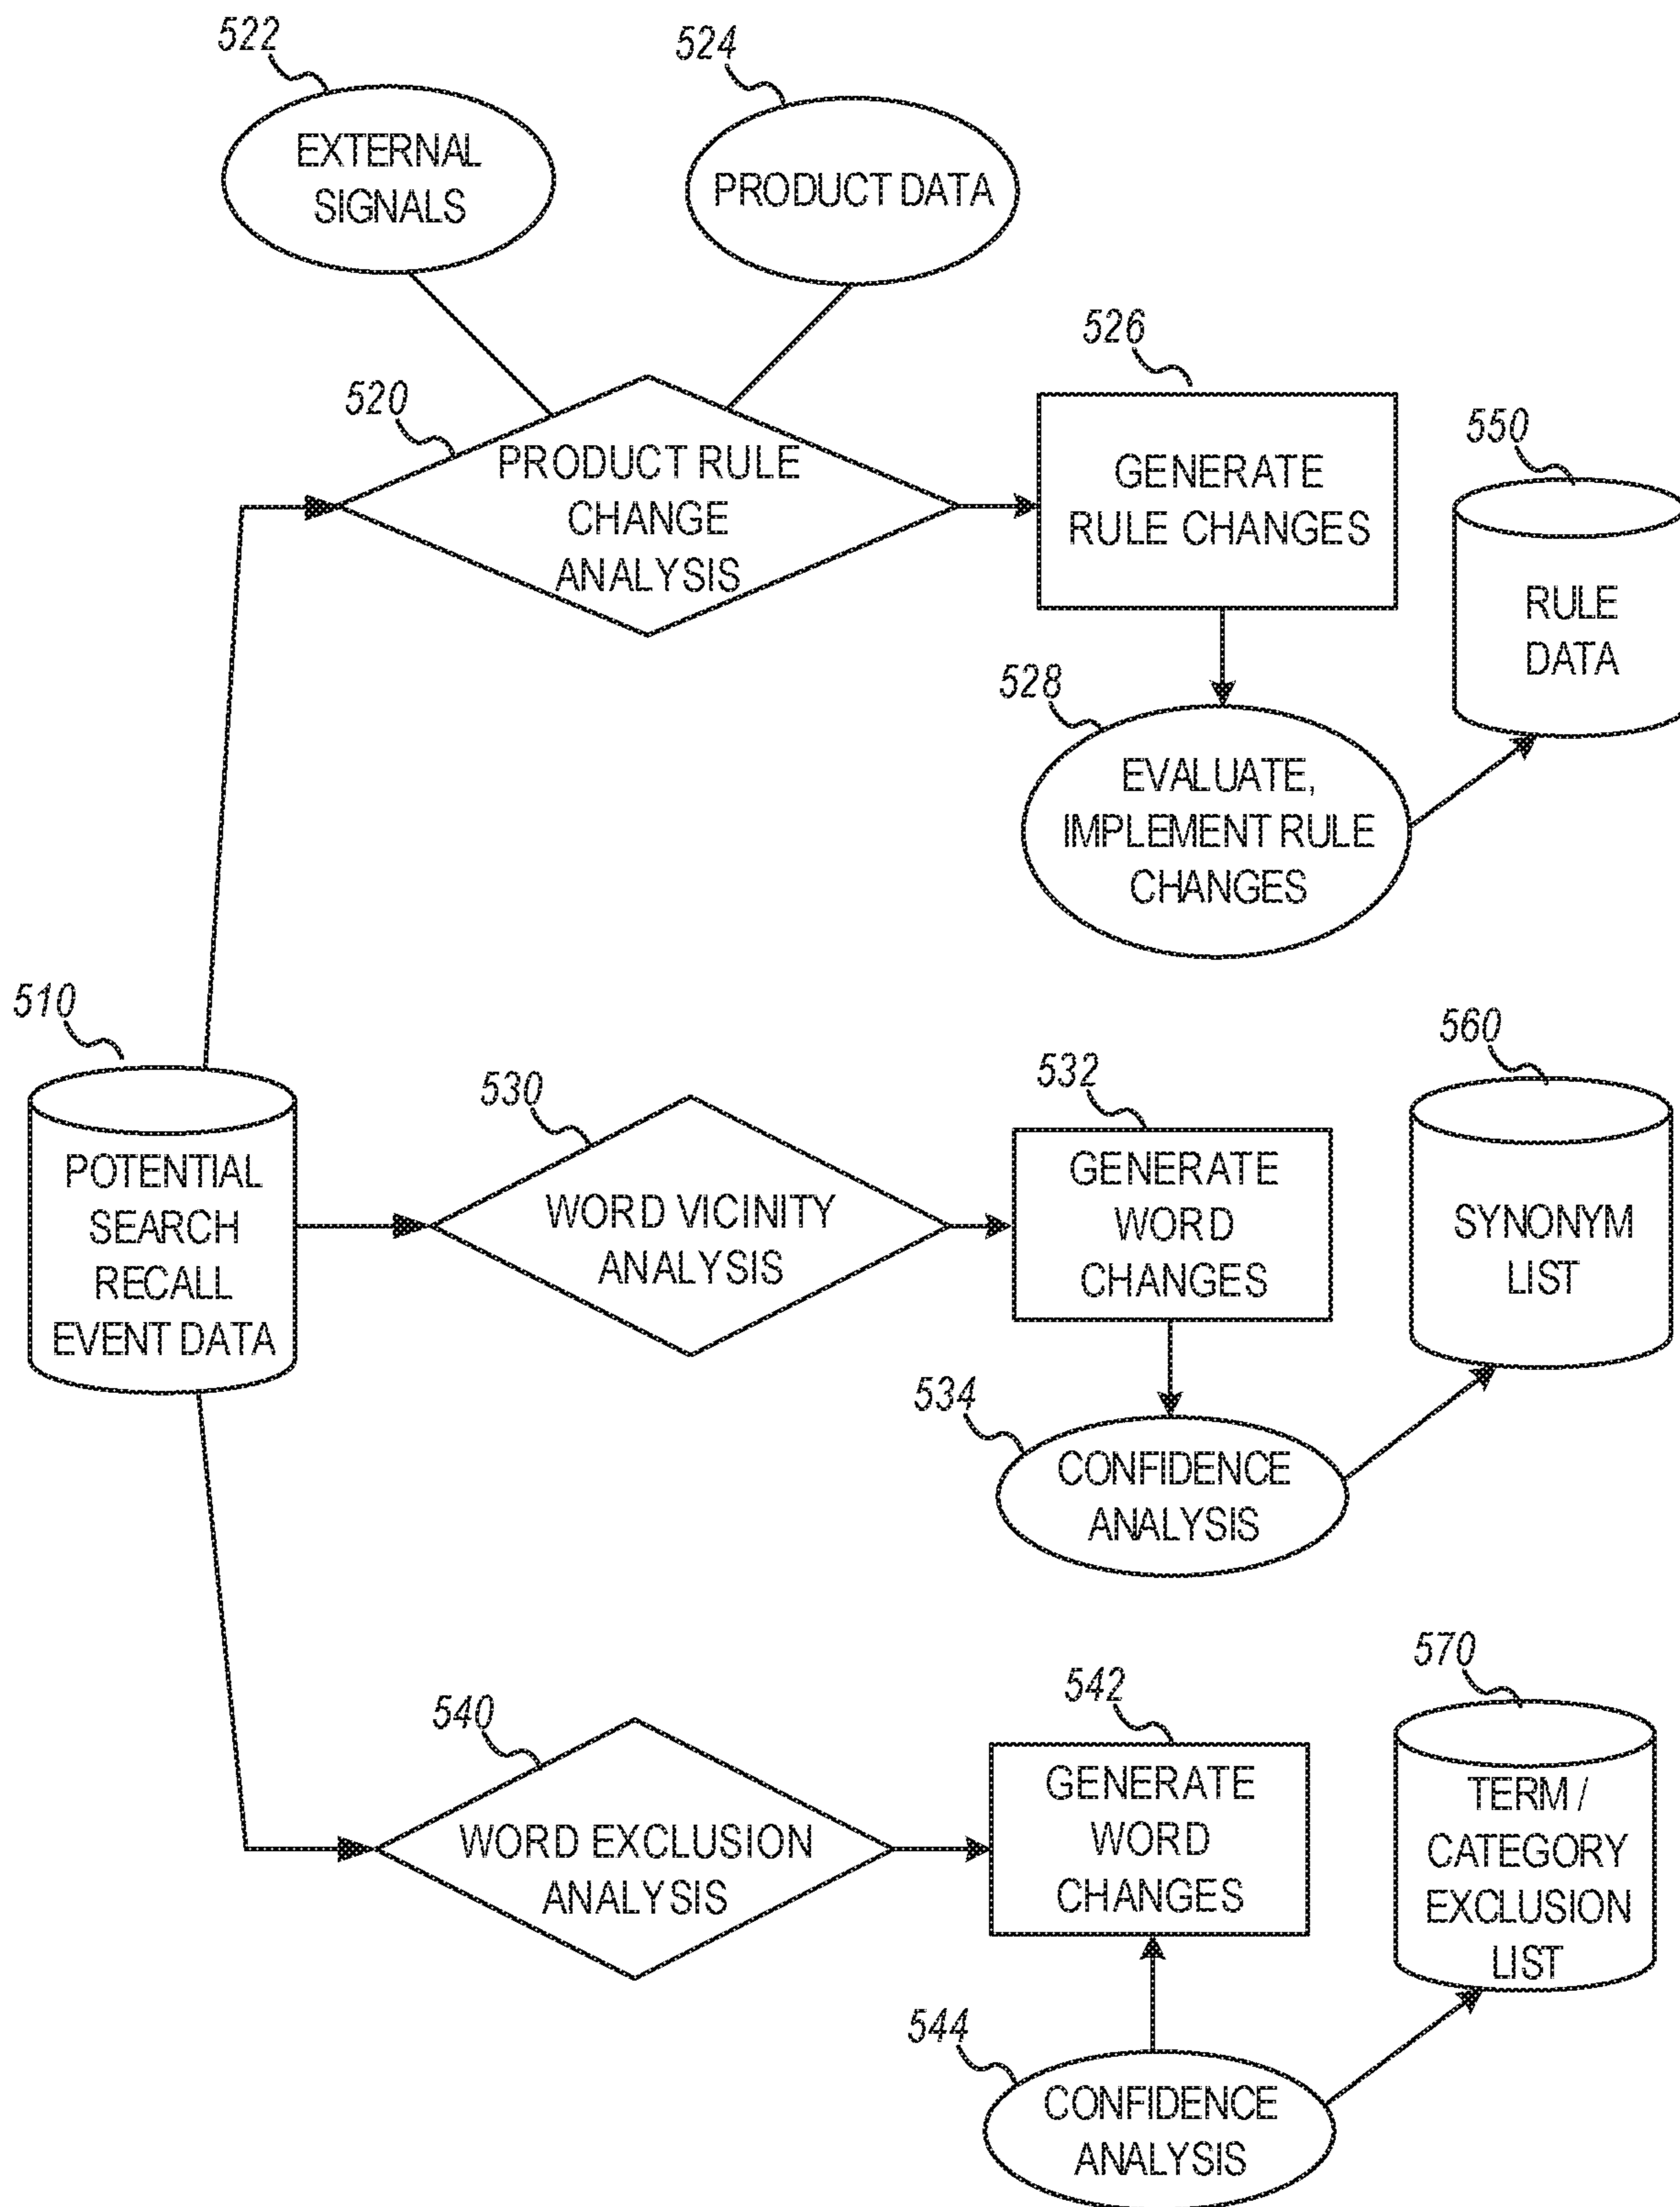 522
EXTERNAL
SIGNALS
524
PRODUCT DATA
520
PRODUCT RULE
CHANGE
ANALYSIS
526
GENERATE
RULE CHANGES
550
RULE
DATA
528
EVALUATE,
IMPLEMENT RULE
CHANGES
510
POTENTIAL
SEARCH
RECALL
EVENT DATA
530
WORD VICINITY
ANALYSIS
532
GENERATE
WORD
CHANGES
560
SYNONYM
LIST
534
CONFIDENCE
ANALYSIS
540
WORD EXCLUSION
ANALYSIS
542
GENERATE
WORD
CHANGES
570
TERM /
CATEGORY
EXCLUSION
LIST
544
CONFIDENCE
ANALYSIS